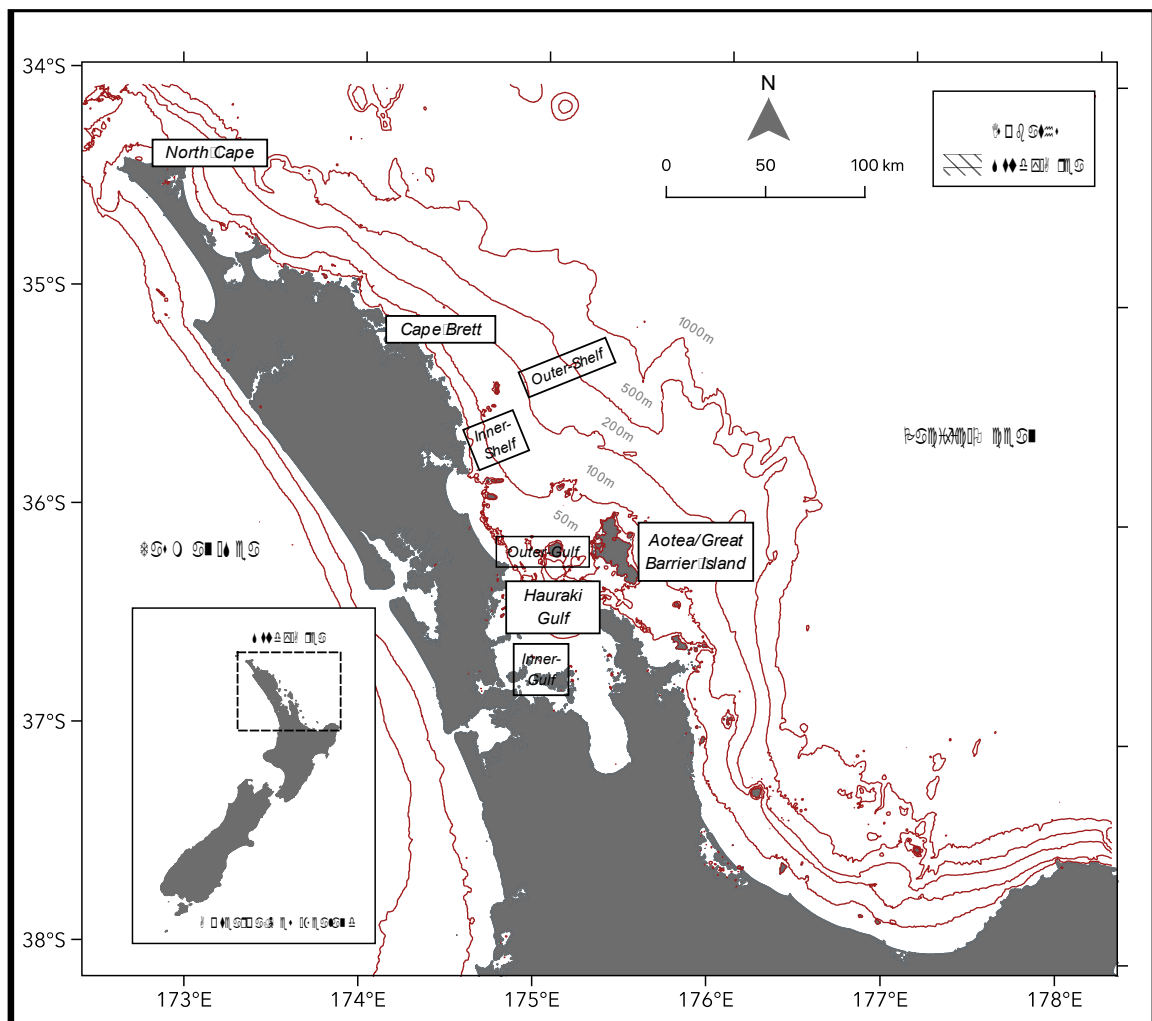 34°S
35°S
36°S
37°S
38°S
173°E
174°E
175°E
176°E
177°E
178°E
N
0 50 100 km
North Cape
Cape Brett
Outer-Shelf
Inner-
Shelf
1000m
500m
200m
100m
50m
Outer-Gulf
Aotea/Great
Barrier Island
Hauraki
Gulf
Inner-
Gulf